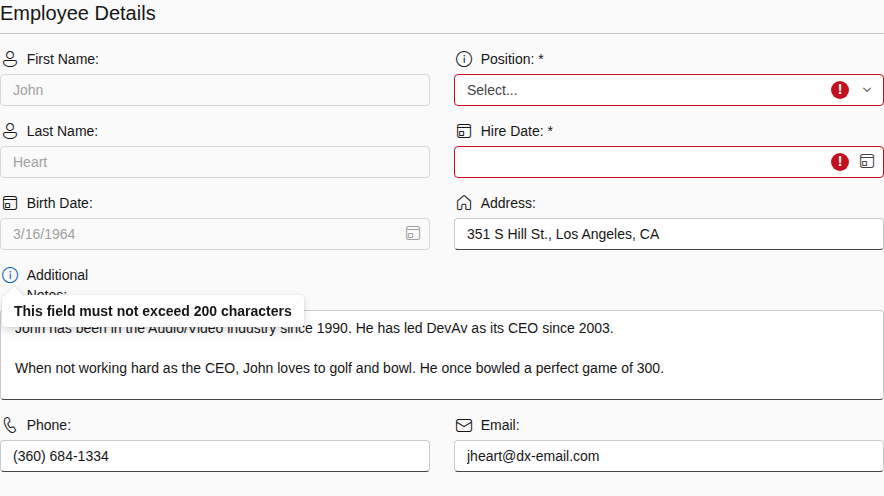 Employee Details
First Name:
John
Position: *
Select...
Last Name:
Heart
Hire Date: *
Birth Date:
3/16/1964
Address:
351 S Hill St., Los Angeles, CA
Additional
Notes:
This field must not exceed 200 characters
John has been in the Audio/Video industry since 1990. He has led DevAv as its CEO since 2003.
When not working hard as the CEO, John loves to golf and bowl. He once bowled a perfect game of 300.
Phone:
(360) 684-1334
Email:
jheart@dx-email.com